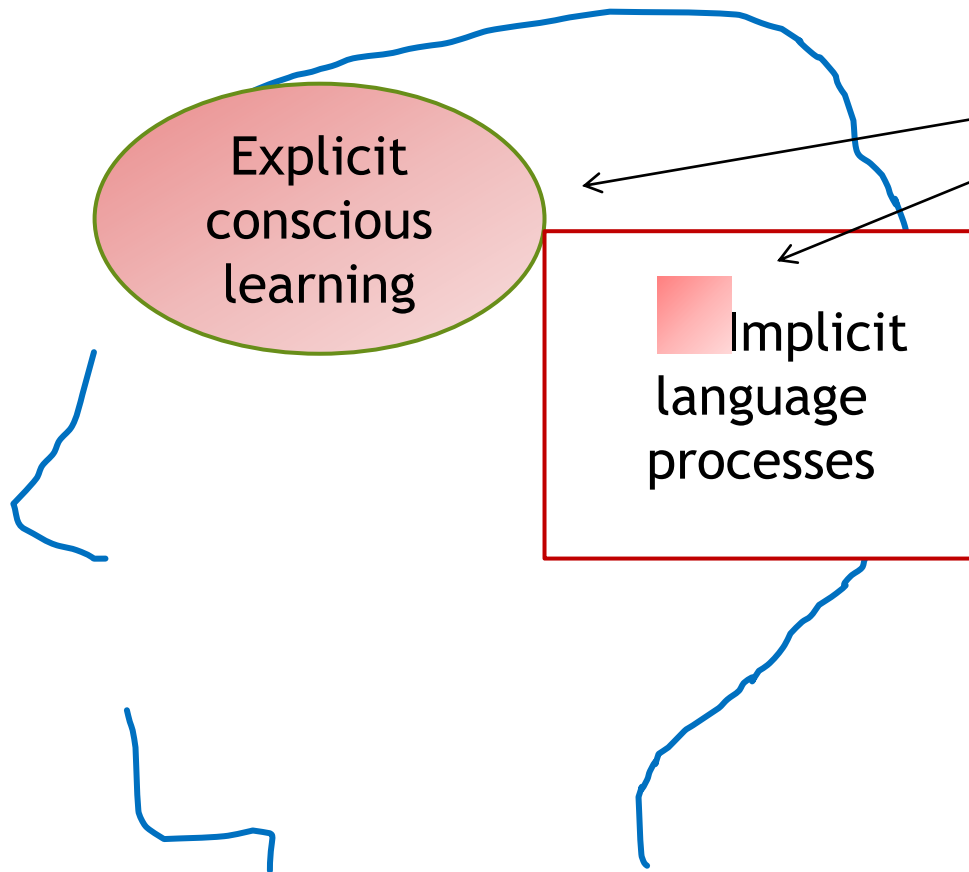 Explicit
conscious
learning
Implicit
language
processes